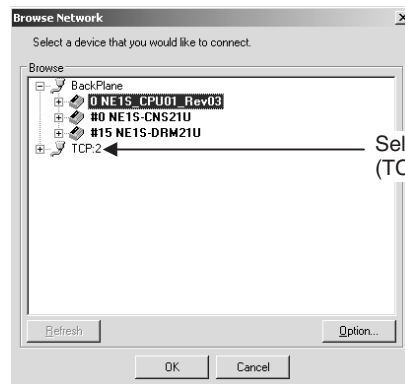 Browse Network
Select a device that you would like to connect.
Browse
BackPlane
0 NE1S_CPU01_Rev03
#0 NE1S-CNS21U
#15 NE1S-DRM21U
TCP:2
Refresh
Option...
OK
Cancel